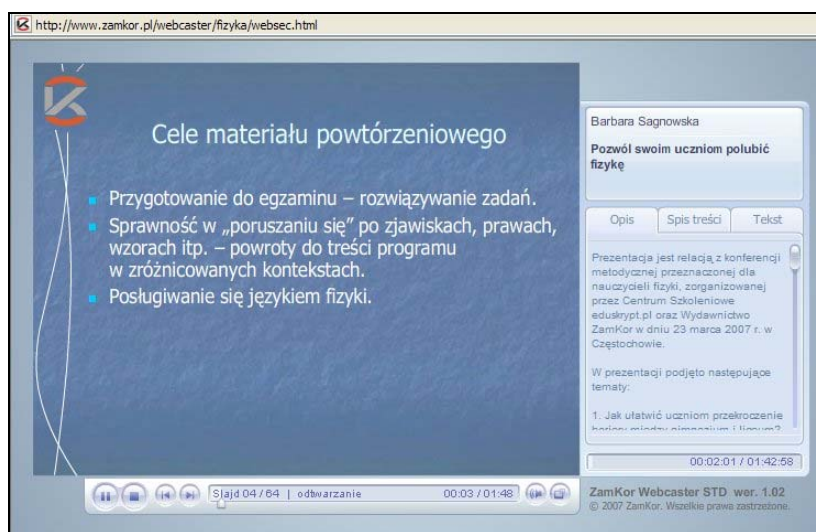 http://www.zamkor.pl/webcaster/fizyka/websec.html
Cele materiału powtórzeniowego
Przygotowanie do egzaminu – rozwiązywanie zadań.
Sprawność w „poruszaniu się” po zjawiskach, prawach,
wzorach itp. – powroty do treści programu
w zróżnicowanych kontekstach.
Posługiwanie się językiem fizyki.
Barbara Sagnowska
Pozwól swoim uczniom polubić
fizykę
Opis Spis treści Tekst
Prezentacja jest relacją z konferencji
metodycznej przeznaczonej dla
nauczycieli fizyki, zorganizowanej
przez Centrum Szkoleniowe
eduskrypt.pl oraz Wydawnictwo
ZamKor w dniu 23 marca 2007 r. w
Częstochowie.
W prezentacji podjęto następujące
tematy:
1. Jak ułatwić uczniom przekroczenie
bariery między gimnazjum i liceum?
00:02:01 / 01:42:58
Slajd 04 / 64 | odtwarzanie 00:03 / 01:48
ZamKor Webcaster STD wer. 1.02
© 2007 ZamKor. Wszelkie prawa zastrzeżone.